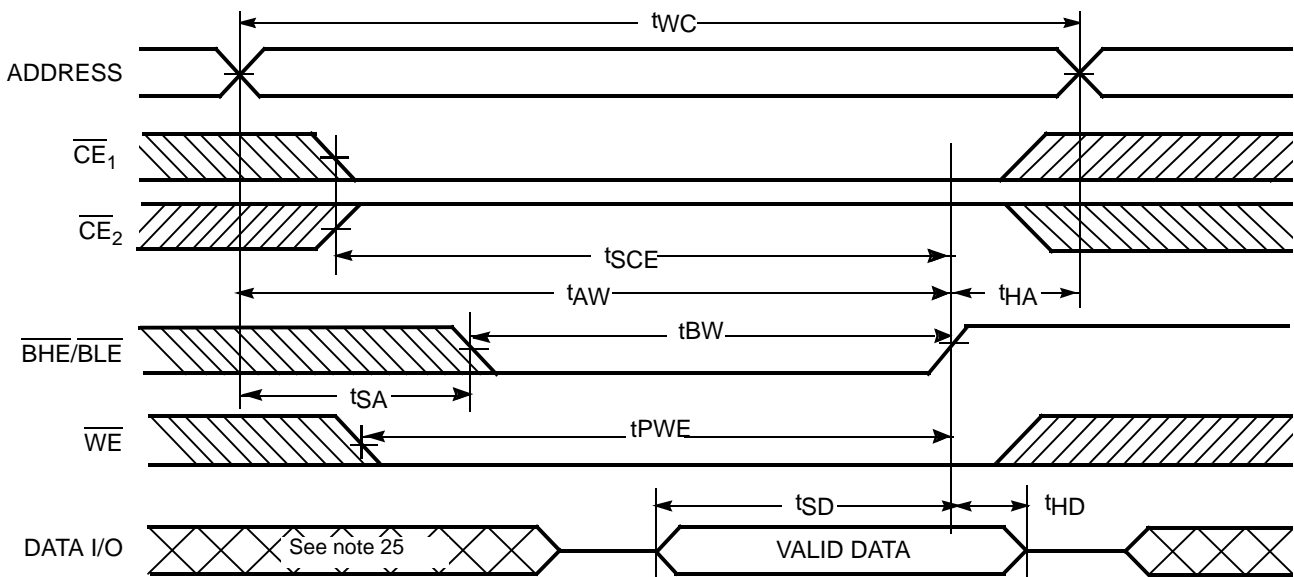 tWC
ADDRESS
CE1
CE2
tSCE
tAW
tHA
BHE/BLE
tBW
tSA
WE
tPWE
tSD
tHD
DATA I/O
See note 25
VALID DATA